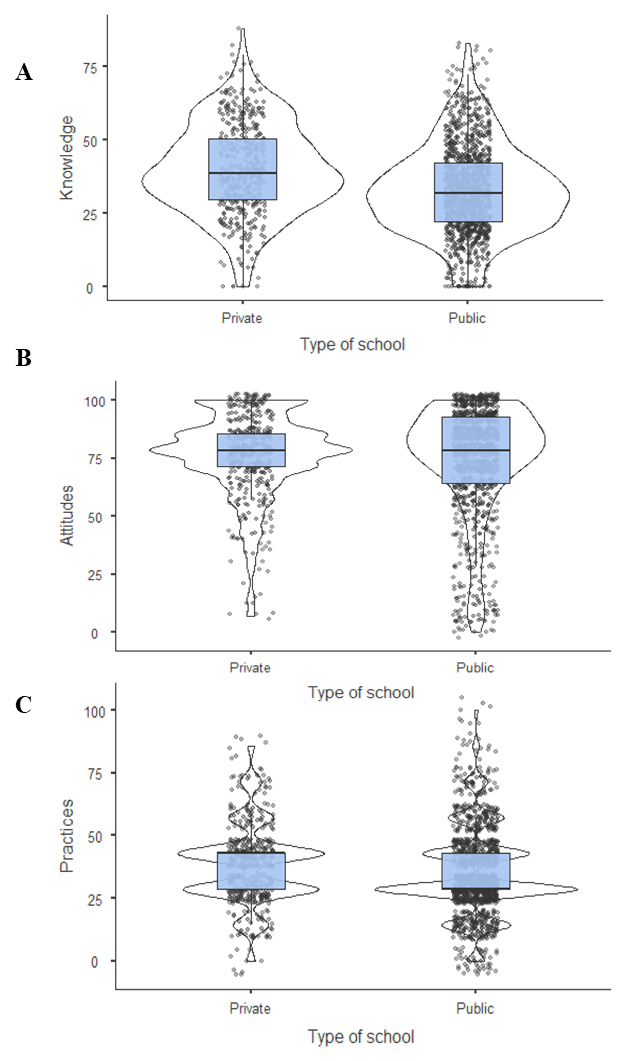 A
Knowledge
75
50
25
0
Private Public
Type of school
B
Attitudes
100
75
50
25
0
Private Public
Type of school
C
Practices
100
75
50
25
0
Private Public
Type of school